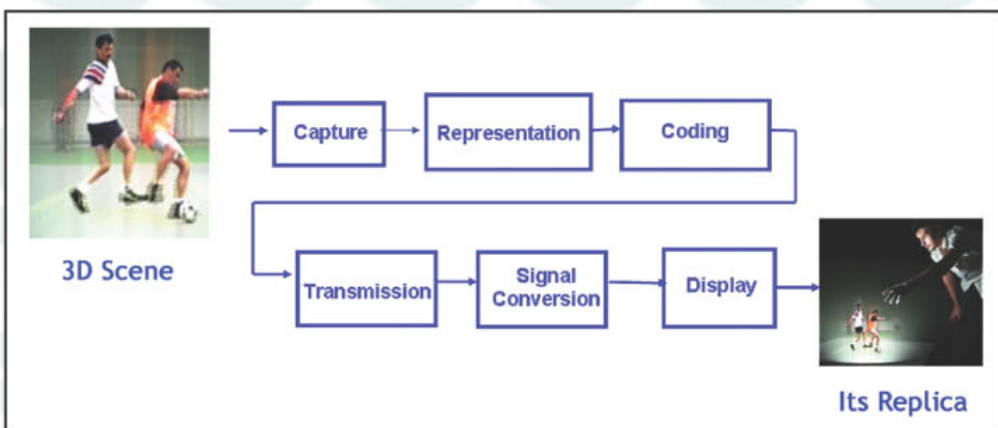 3D Scene
Capture
Representation
Coding
Transmission
Signal
Conversion
Display
Its Replica